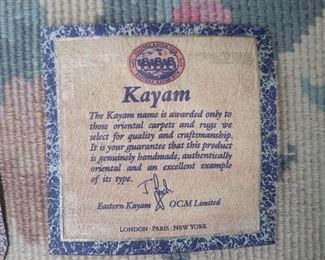 Kayam
The Kayam name is awarded only to
those oriental carpets and rugs we
select for quality and craftsmanship.
It is your guarantee that this product
is genuinely handmade, authentically
oriental and an excellent example
of its type.
Eastern Kayam OCM Limited
LONDON · PARIS · NEW YORK